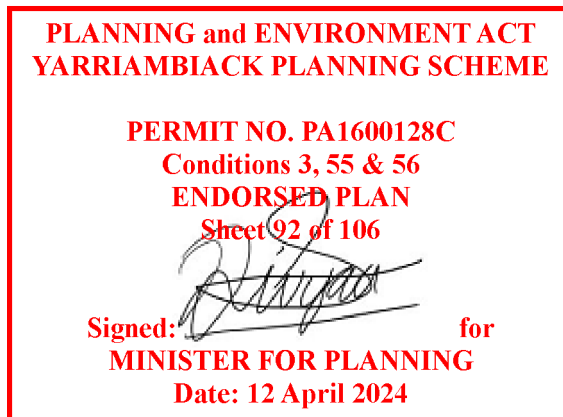 PLANNING and ENVIRONMENT ACT
YARRIAMBIACK PLANNING SCHEME
PERMIT NO. PA1600128C
Conditions 3, 55 & 56
ENDORSED PLAN
Sheet 92 of 106
Signed: for
MINISTER FOR PLANNING
Date: 12 April 2024